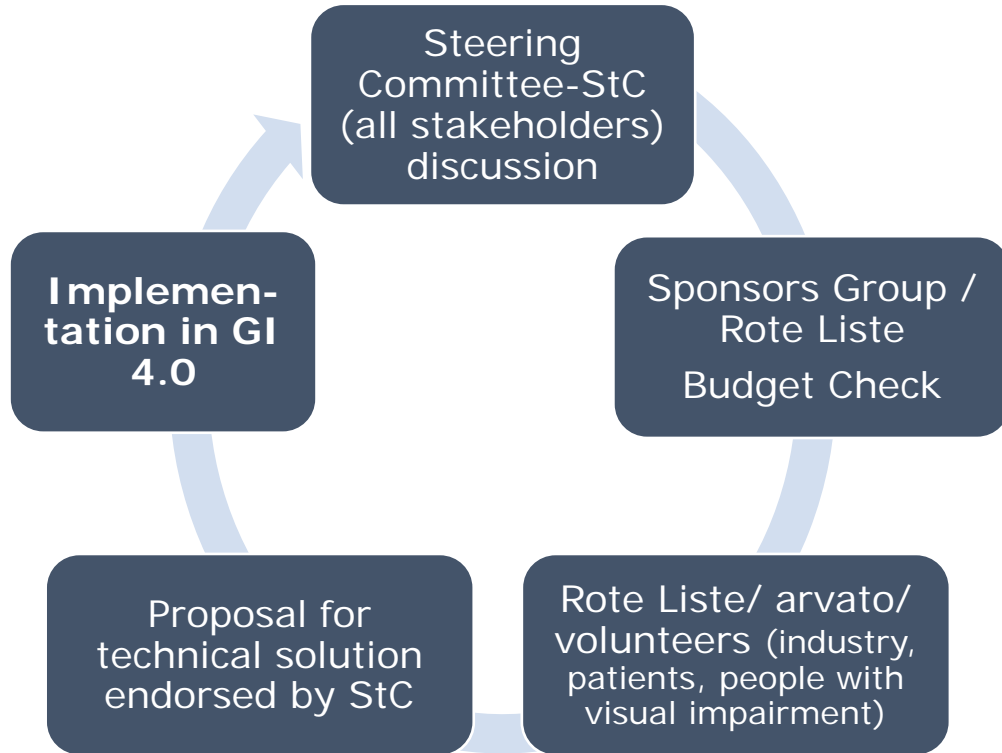 Steering
Committee-StC
(all stakeholders)
discussion
Sponsors Group /
Rote Liste
Budget Check
Rote Liste/ arvato/
volunteers (industry,
patients, people with
visual impairment)
Proposal for
technical solution
endorsed by StC
Implemen-
tation in GI
4.0